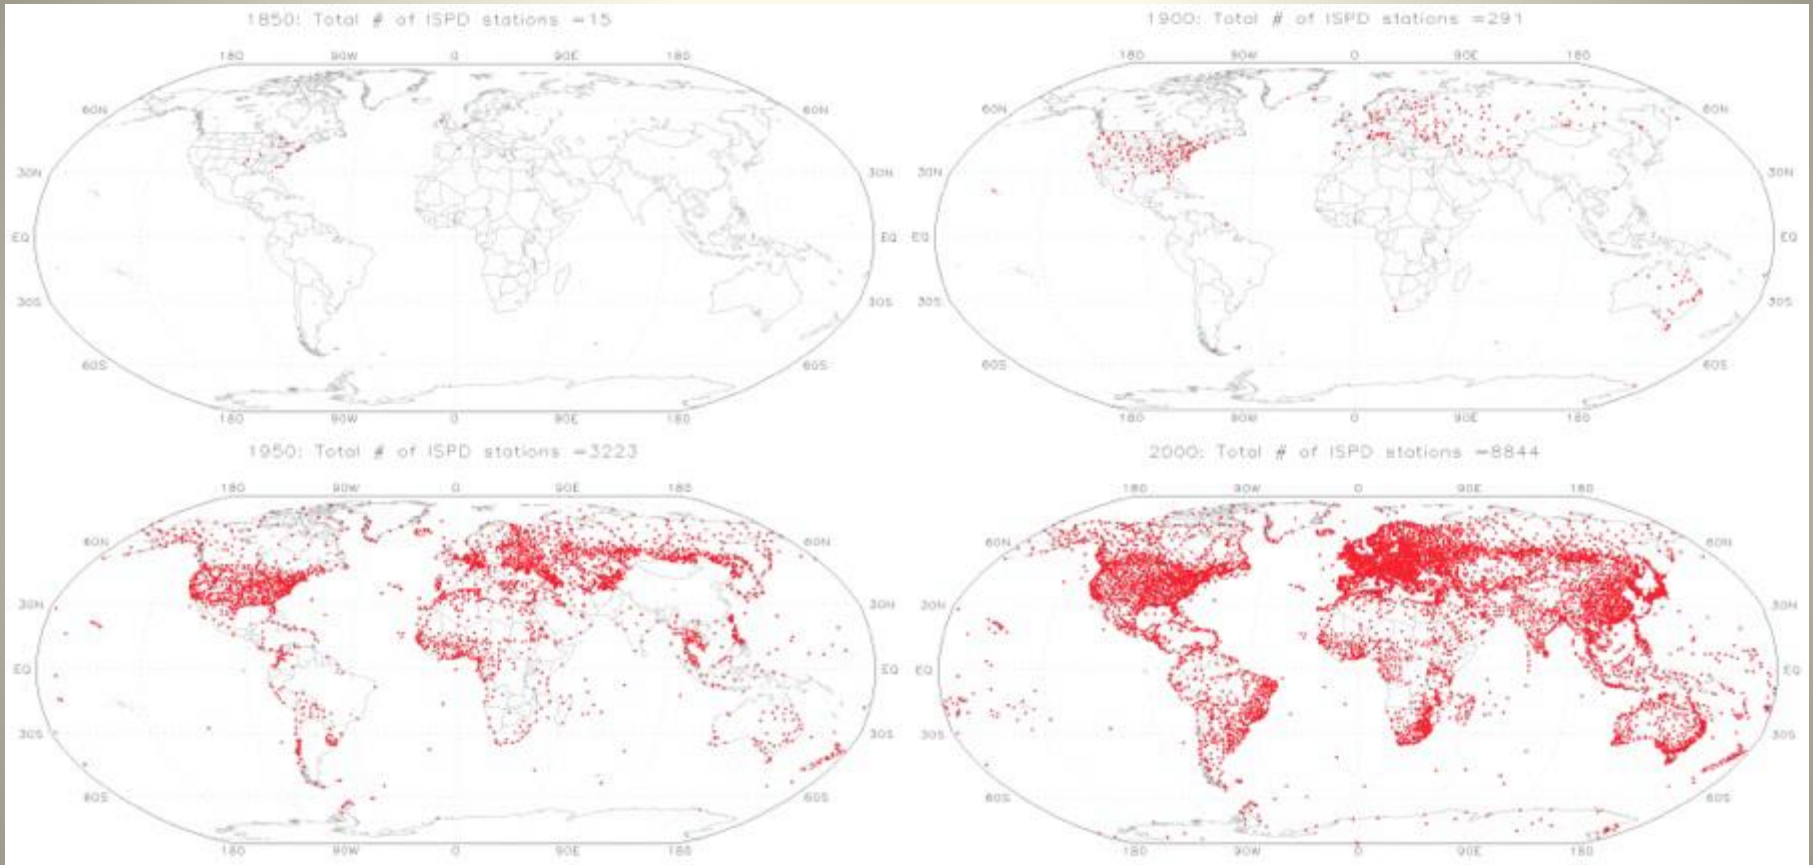 1850: Total # of ISPD stations =15
180 90W 0 90E 180
60N 60N
30N 30N
EQ EQ
30S 30S
60S 60S
180 90W 0 90E 180
1900: Total # of ISPD stations =291
180 90W 0 90E 180
60N 60N
30N 30N
EQ EQ
30S 30S
60S 60S
180 90W 0 90E 180
1950: Total # of ISPD stations =3223
180 90W 0 90E 180
60N 60N
30N 30N
EQ EQ
30S 30S
60S 60S
180 90W 0 90E 180
2000: Total # of ISPD stations =8844
180 90W 0 90E 180
60N 60N
30N 30N
EQ EQ
30S 30S
60S 60S
180 90W 0 90E 180